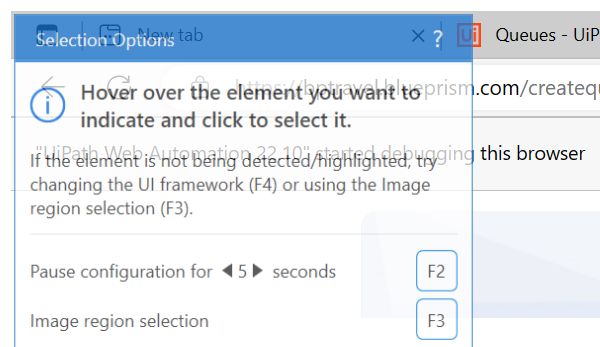 New tab
Ui Queues - UiP
Selection Options ?
https://bptravel.blueprism.com/createqu
Hover over the element you want to
indicate and click to select it.
"UiPath Web Automation 22.10" started debugging this browser
If the element is not being detected/highlighted, try
changing the UI framework (F4) or using the Image
region selection (F3).
Pause configuration for 5 seconds F2
Image region selection F3